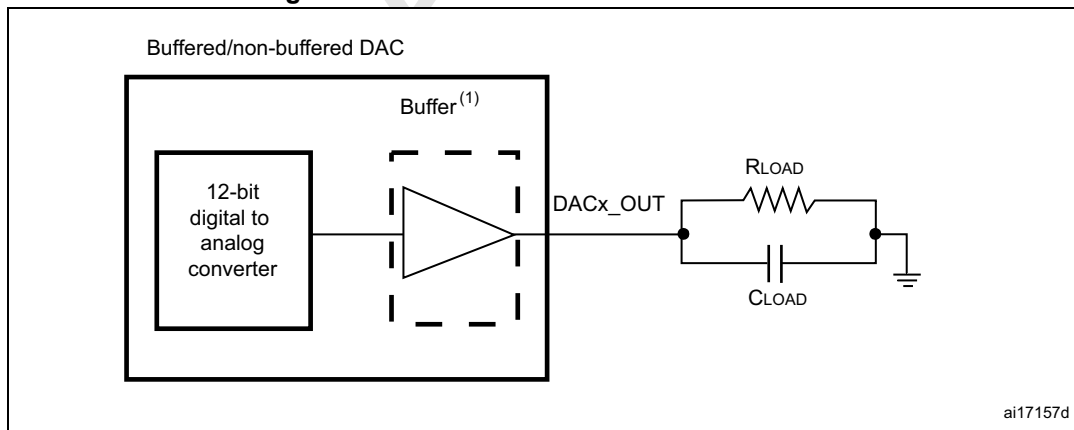 Buffered/non-buffered DAC
Buffer(1)
12-bit
digital to
analog
converter
DACx_OUT
RLOAD
CLOAD
ai17157d